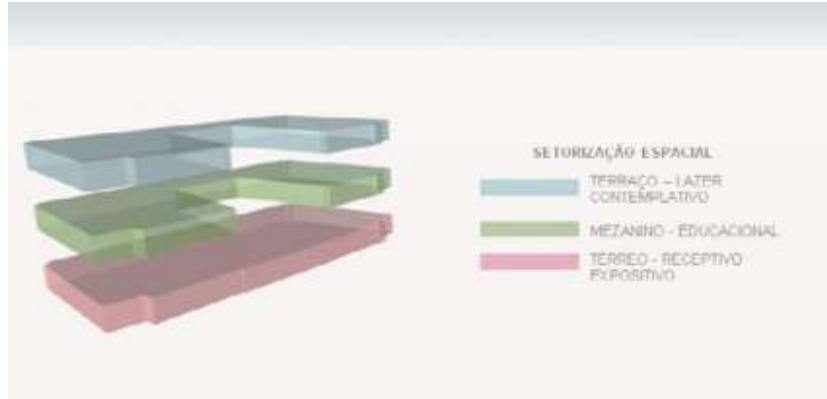 SETORIZAÇÃO ESPACIAL
TERRAÇO – LAZER
CONTEMPLATIVO
MEZANINO - EDUCACIONAL
TÉRREO - RECEPTIVO
EXPOSITIVO